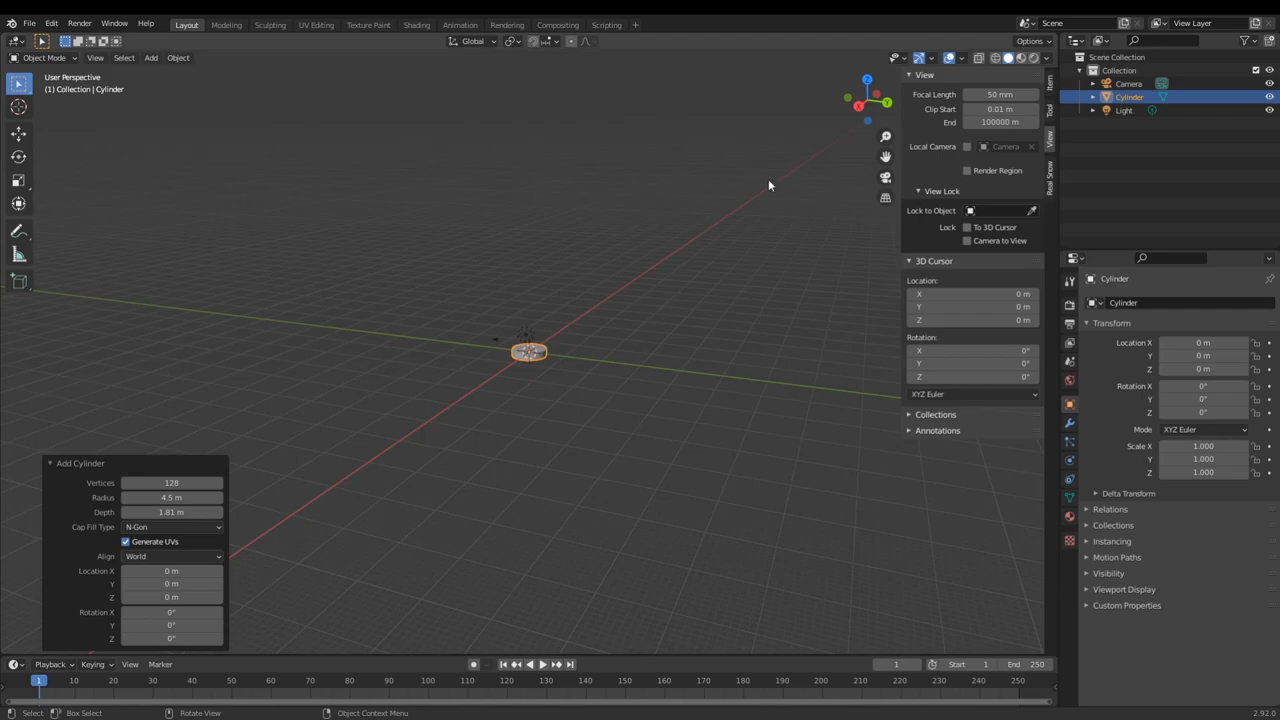 File Edit Render Window Help Layout Modeling Sculpting UV Editing Texture Paint Shading Animation Rendering Compositing Scripting + Scene View Layer
Global Options
Object Mode View Select Add Object
User Perspective
(1) Collection | Cylinder
X
Y
Z
View
Focal Length 50 mm
Clip Start 0.01 m
End 100000 m
Local Camera Camera
Render Region
View Lock
Lock to Object
Lock To 3D Cursor
Camera to View
3D Cursor
Location:
X 0 m
Y 0 m
Z 0 m
Rotation:
X 0°
Y 0°
Z 0°
XYZ Euler
Collections
Annotations
Item
Tool
View
Real Snow
Scene Collection
Collection
Camera
Cylinder
Light
Cylinder
Cylinder
Transform
Location X 0 m
Y 0 m
Z 0 m
Rotation X 0°
Y 0°
Z 0°
Mode XYZ Euler
Scale X 1.000
Y 1.000
Z 1.000
Delta Transform
Relations
Collections
Instancing
Motion Paths
Visibility
Viewport Display
Custom Properties
Add Cylinder
Vertices 128
Radius 4.5 m
Depth 1.81 m
Cap Fill Type N-Gon
Generate UVs
Align World
Location X 0 m
Y 0 m
Z 0 m
Rotation X 0°
Y 0°
Z 0°
Playback Keying View Marker 1 Start 1 End 250
1 10 20 30 40 50 60 70 80 90 100 110 120 130 140 150 160 170 180 190 200 210 220 230 240 250
Select Box Select Rotate View Object Context Menu 2.92.0